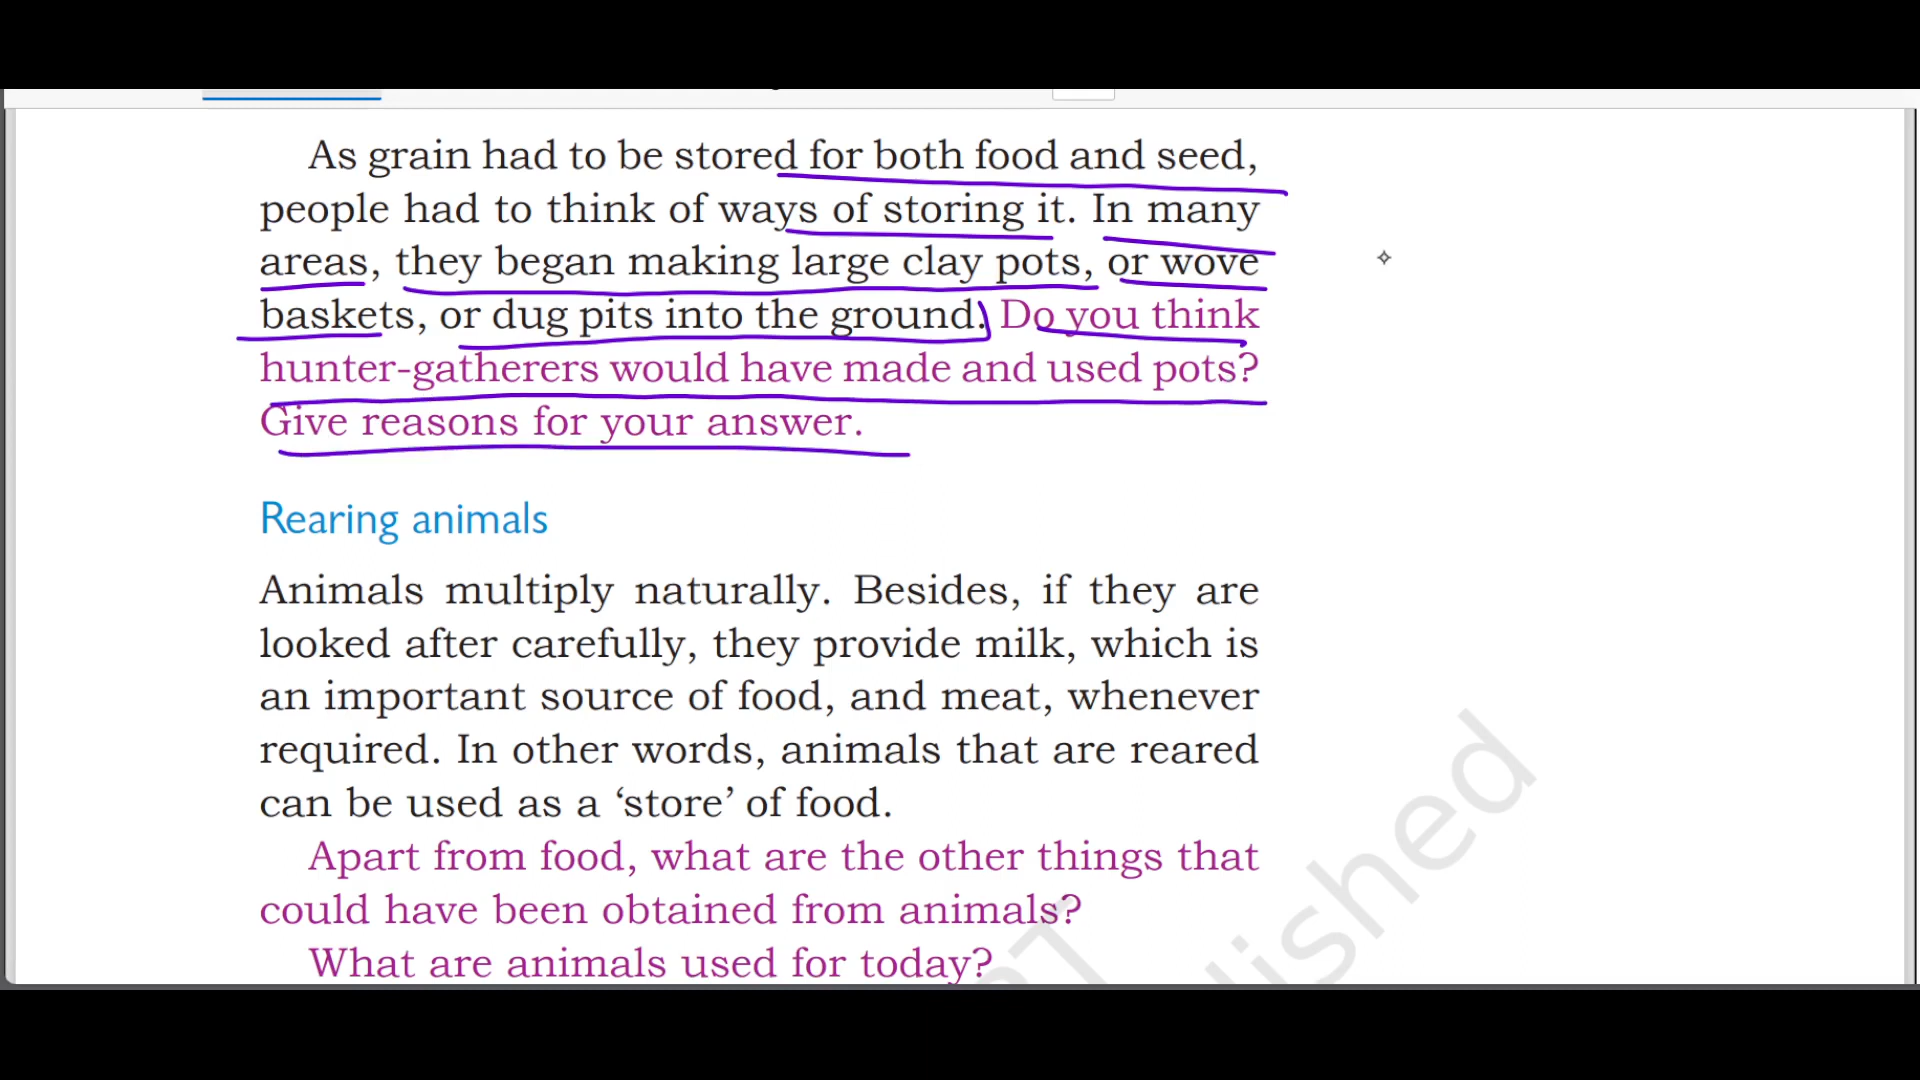 As grain had to be stored for both food and seed,
people had to think of ways of storing it. In many
areas, they began making large clay pots, or wove
baskets, or dug pits into the ground. Do you think
hunter-gatherers would have made and used pots?
Give reasons for your answer.
Rearing animals
Animals multiply naturally. Besides, if they are
looked after carefully, they provide milk, which is
an important source of food, and meat, whenever
required. In other words, animals that are reared
can be used as a ‘store’ of food.
Apart from food, what are the other things that
could have been obtained from animals?
What are animals used for today?